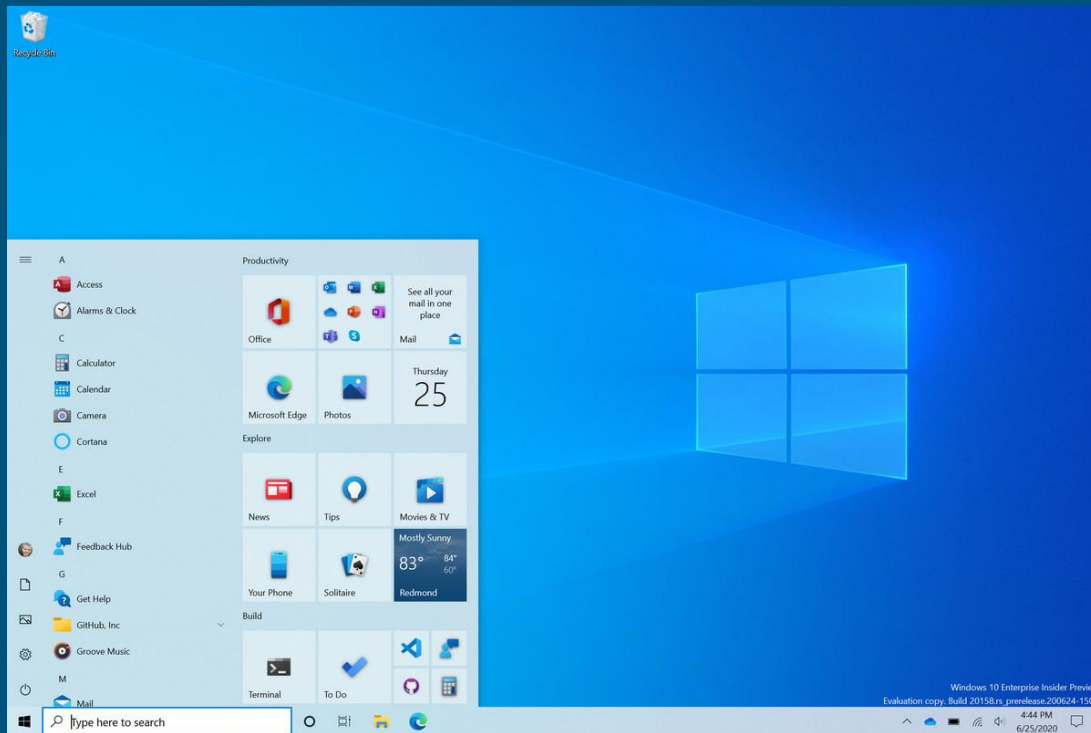 Recycle Bin
A
Access
Alarms & Clock
C
Calculator
Calendar
Camera
Cortana
E
Excel
F
Feedback Hub
G
Get Help
GitHub, Inc
Groove Music
M
Mail
Productivity
Office
See all your
mail in one
place
Mail
Microsoft Edge
Photos
Thursday
25
Explore
News
Tips
Movies & TV
Your Phone
Solitaire
Mostly Sunny
83°
84°
60°
Redmond
Build
Terminal
To Do
Windows 10 Enterprise Insider Previe
Evaluation copy. Build 20158.rs_prerelease.200624-150
Type here to search
4:44 PM
6/25/2020